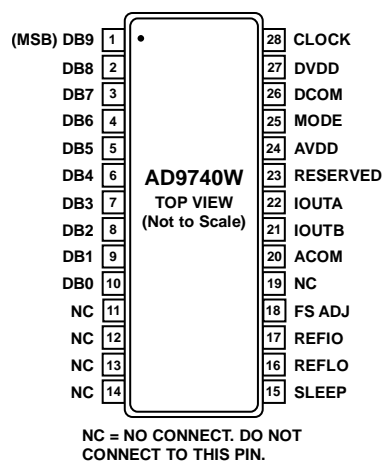 (MSB) DB9 1 28 CLOCK
DB8 2 27 DVDD
DB7 3 26 DCOM
DB6 4 25 MODE
DB5 5 24 AVDD
DB4 6 AD9740W 23 RESERVED
DB3 7 TOP VIEW 22 IOUTA
DB2 8 (Not to Scale) 21 IOUTB
DB1 9 20 ACOM
DB0 10 19 NC
NC 11 18 FS ADJ
NC 12 17 REFIO
NC 13 16 REFLO
NC 14 15 SLEEP
NC = NO CONNECT. DO NOT
CONNECT TO THIS PIN.